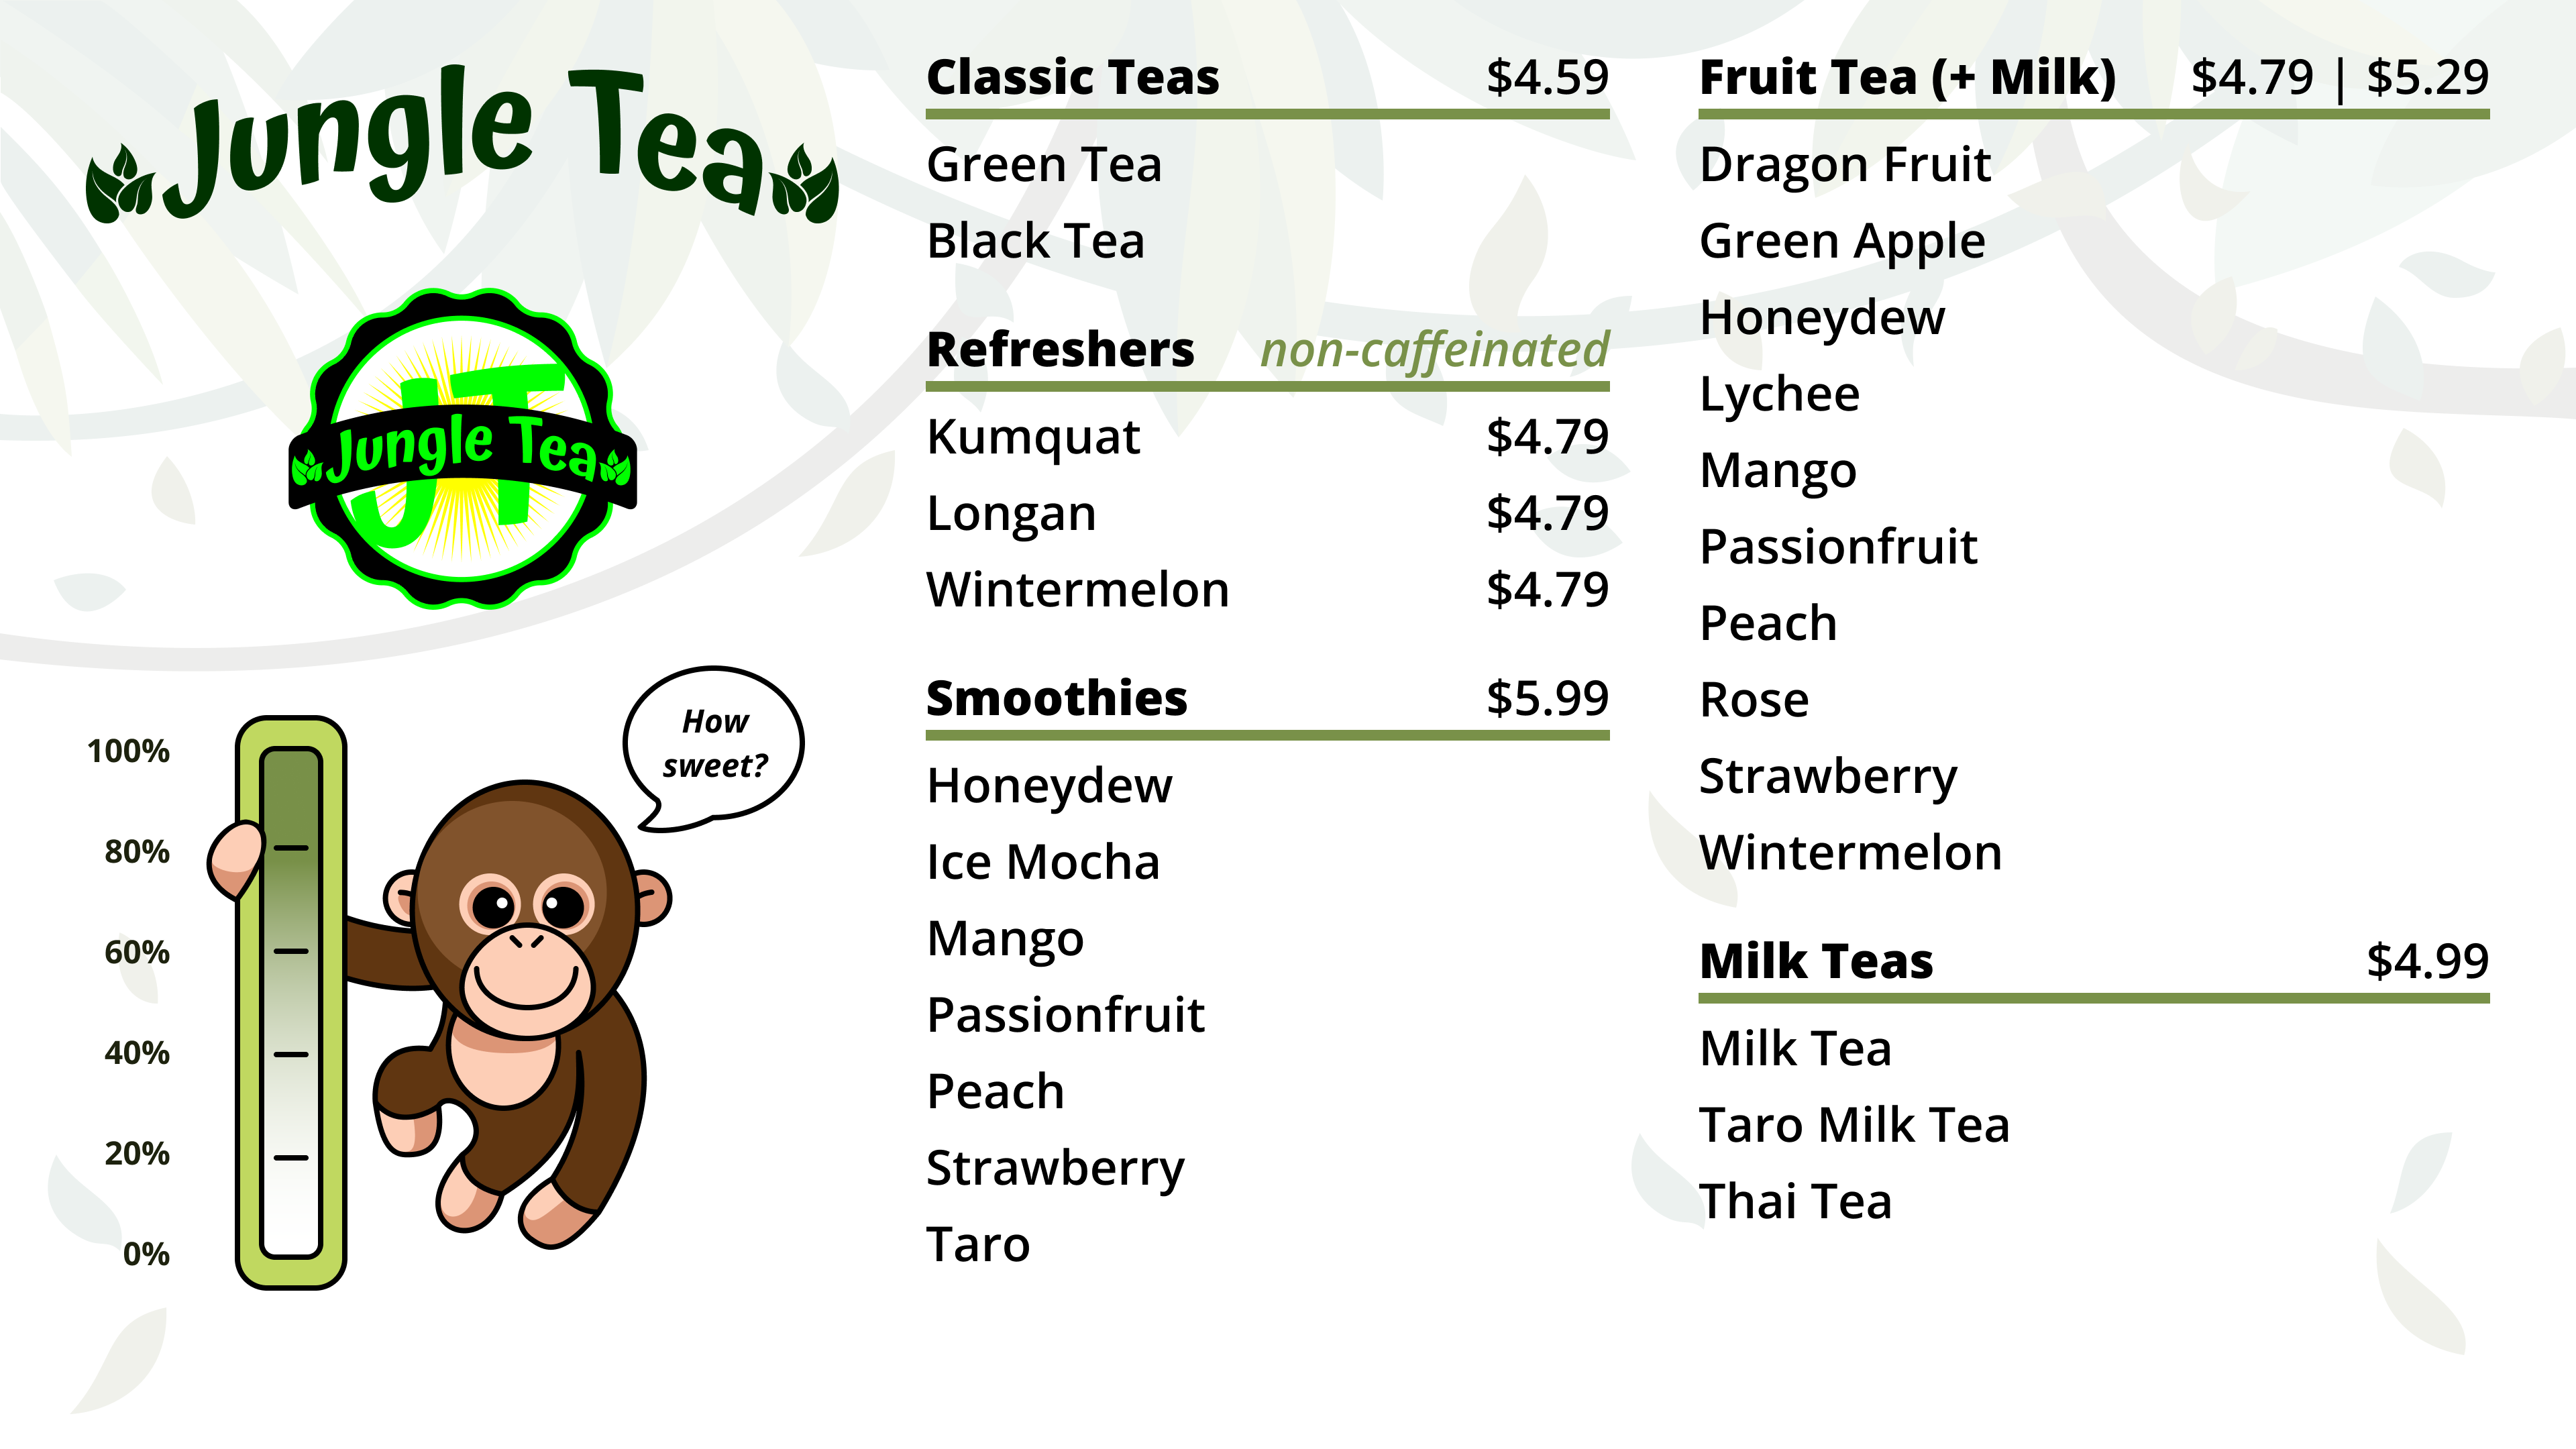 Jungle Tea
JT
Jungle Tea
How
sweet?
100%
80%
60%
40%
20%
0%
Classic Teas $4.59
Green Tea
Black Tea
Refreshers non-caffeinated
Kumquat $4.79
Longan $4.79
Wintermelon $4.79
Smoothies $5.99
Honeydew
Ice Mocha
Mango
Passionfruit
Peach
Strawberry
Taro
Fruit Tea (+ Milk) $4.79 | $5.29
Dragon Fruit
Green Apple
Honeydew
Lychee
Mango
Passionfruit
Peach
Rose
Strawberry
Wintermelon
Milk Teas $4.99
Milk Tea
Taro Milk Tea
Thai Tea